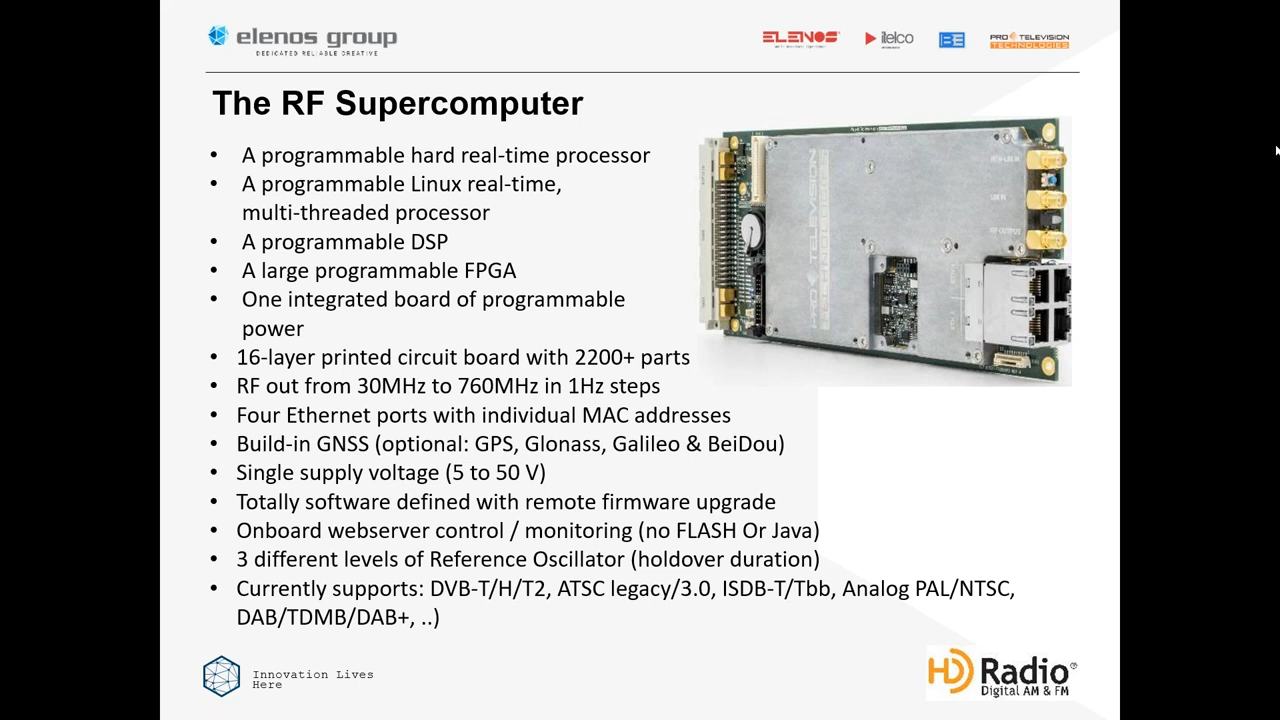 elenos group
DEDICATED RELIABLE CREATIVE
ELENOS
itelco
BE
PRO TELEVISION
TECHNOLOGIES
The RF Supercomputer
• A programmable hard real-time processor
• A programmable Linux real-time,
multi-threaded processor
• A programmable DSP
• A large programmable FPGA
• One integrated board of programmable
power
• 16-layer printed circuit board with 2200+ parts
• RF out from 30MHz to 760MHz in 1Hz steps
• Four Ethernet ports with individual MAC addresses
• Build-in GNSS (optional: GPS, Glonass, Galileo & BeiDou)
• Single supply voltage (5 to 50 V)
• Totally software defined with remote firmware upgrade
• Onboard webserver control / monitoring (no FLASH Or Java)
• 3 different levels of Reference Oscillator (holdover duration)
• Currently supports: DVB-T/H/T2, ATSC legacy/3.0, ISDB-T/Tbb, Analog PAL/NTSC,
DAB/TDMB/DAB+, ..)
PRO TELEVISION
TECHNOLOGIES
RF OUTPUT
Innovation Lives
Here
HD Radio®
Digital AM & FM